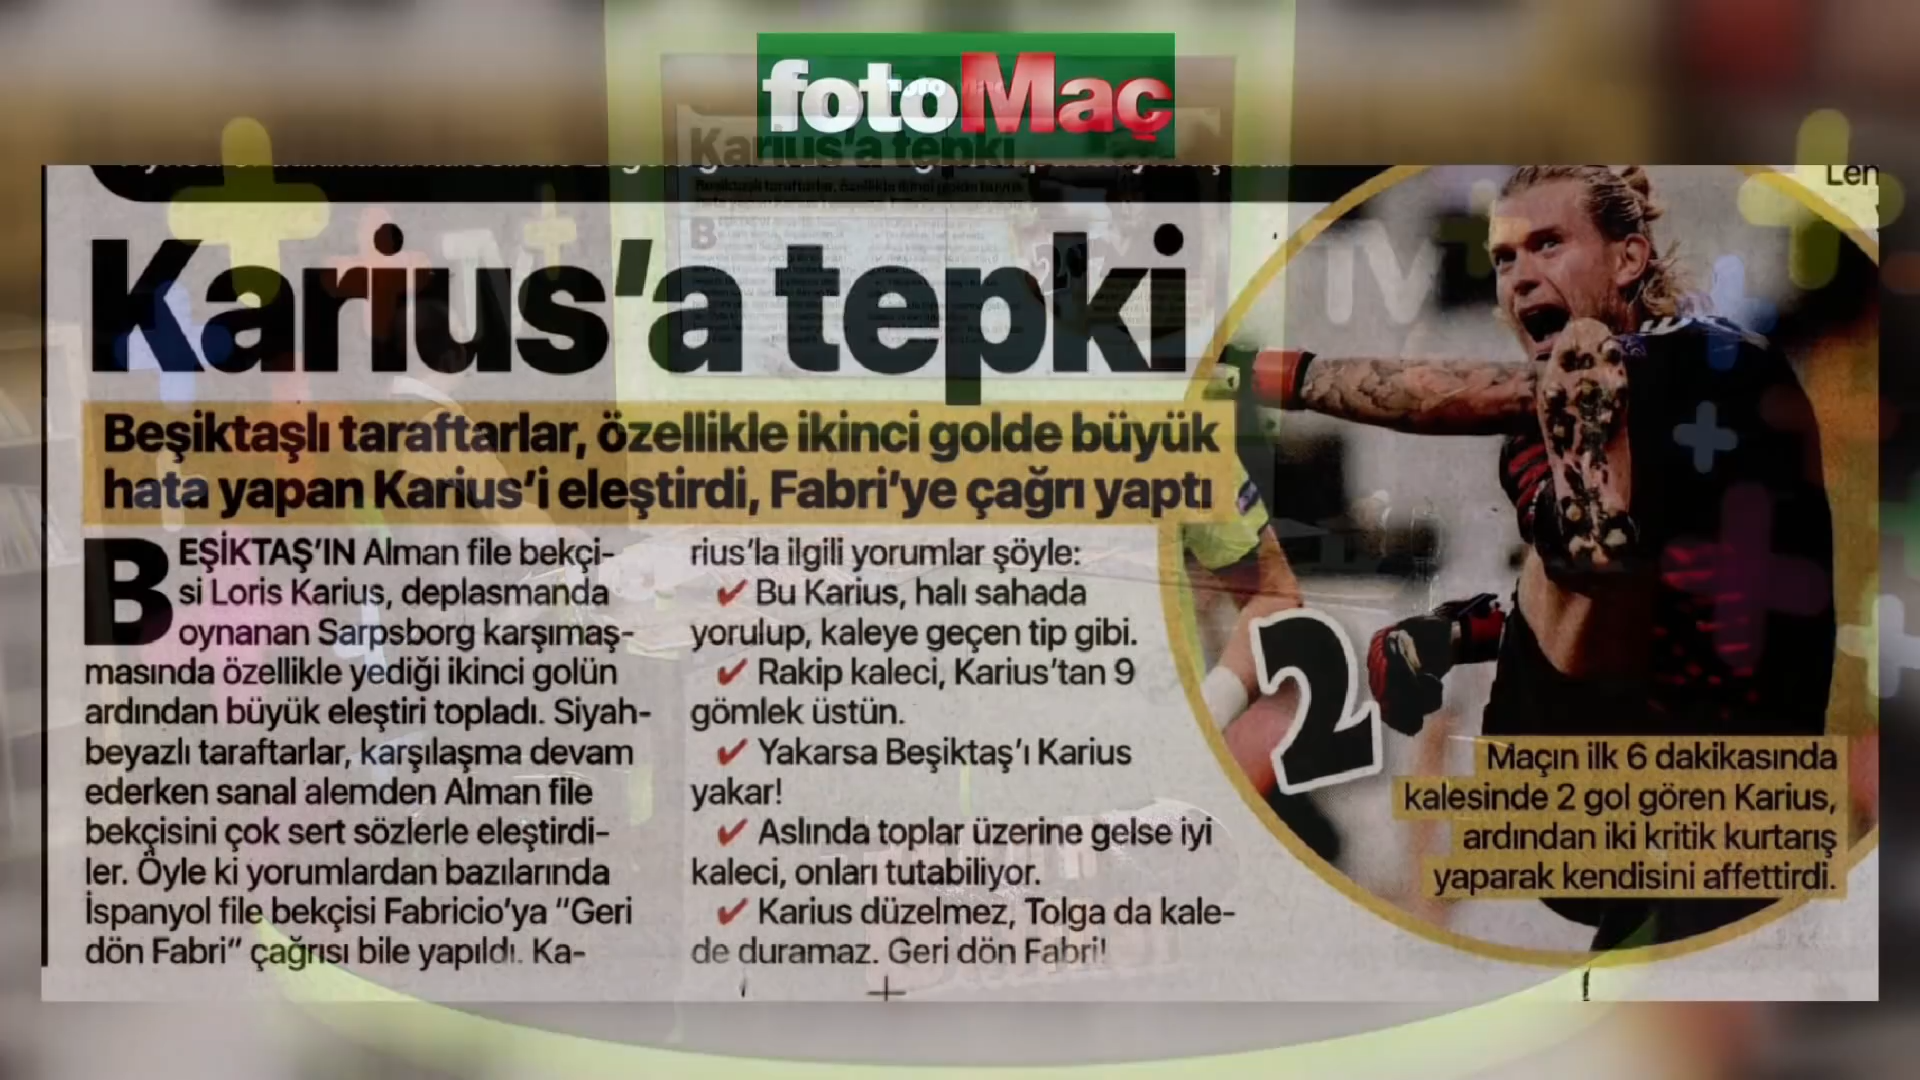 fotoMaç
Len
Karius'a tepki
Beşiktaşlı taraftarlar, özellikle ikinci golde büyük
hata yapan Karius'i eleştirdi, Fabri'ye çağrı yaptı
BEŞİKTAŞ'IN Alman file bekçi-
si Loris Karius, deplasmanda
oynanan Sarpsborg karşımaş-
masında özellikle yediği ikinci golün
ardından büyük eleştiri topladı. Siyah-
beyazlı taraftarlar, karşılaşma devam
ederken sanal alemden Alman file
bekçisini çok sert sözlerle eleştirdi-
ler. Öyle ki yorumlardan bazılarında
İspanyol file bekçisi Fabricio'ya "Geri
dön Fabri" çağrısı bile yapıldı. Ka-
rius'la ilgili yorumlar şöyle:
✔ Bu Karius, halı sahada
yorulup, kaleye geçen tip gibi.
✔ Rakip kaleci, Karius'tan 9
gömlek üstün.
✔ Yakarsa Beşiktaş'ı Karius
yakar!
✔ Aslında toplar üzerine gelse iyi
kaleci, onları tutabiliyor.
✔ Karius düzelmez, Tolga da kale-
de duramaz. Geri dön Fabri!
2
Maçın ilk 6 dakikasında
kalesinde 2 gol gören Karius,
ardından iki kritik kurtarış
yaparak kendisini affettirdi.
TV